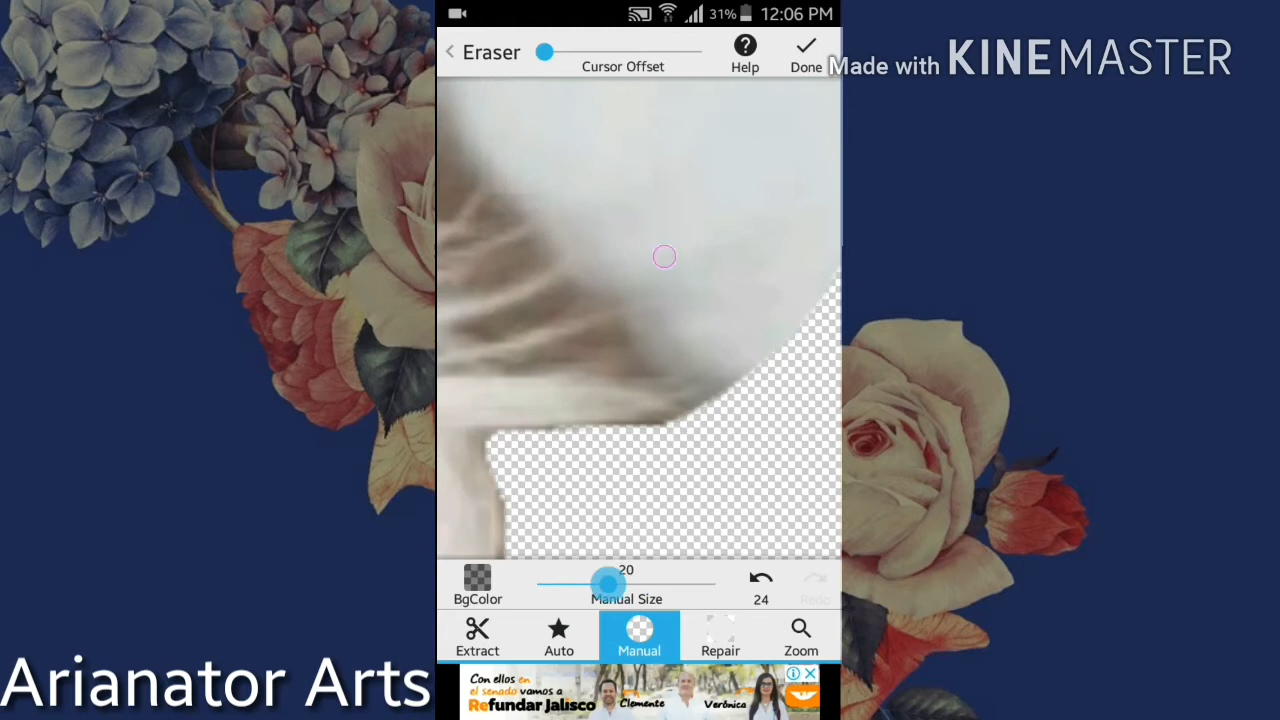 31% 12:06 PM
Eraser
Cursor Offset
Help
Done
Made with KINEMASTER
20
BgColor
Manual Size
24
Redo
Extract
Auto
Manual
Repair
Zoom
Con ellos en
el senado vamos a
Refundar Jalisco
Clemente
Verónica
Arianator Arts